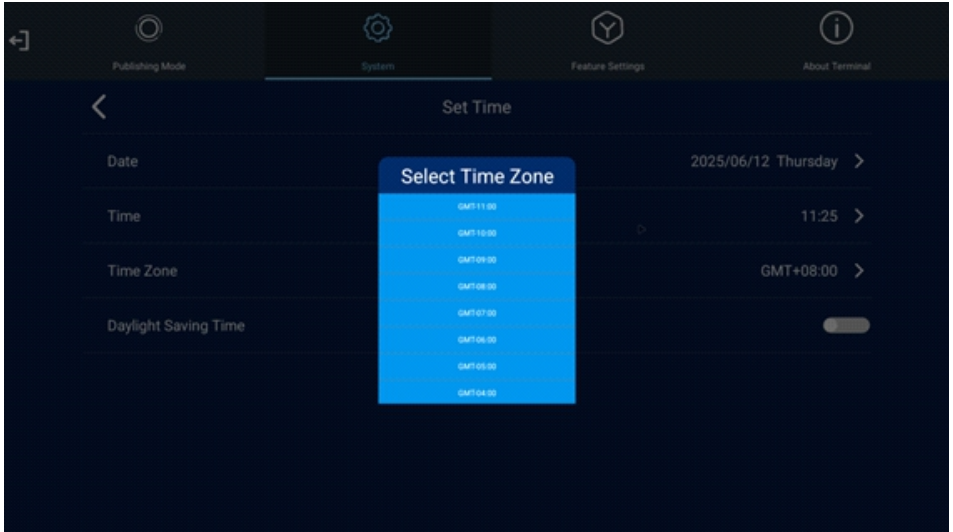 Publishing Mode
System
Feature Settings
About Terminal
Set Time
Date
2025/06/12 Thursday
Select Time Zone
GMT-11:00
Time
11:25
GMT-10:00
GMT-09:00
Time Zone
GMT+08:00
GMT-08:00
GMT-07:00
Daylight Saving Time
GMT-06:00
GMT-05:00
GMT-04:00